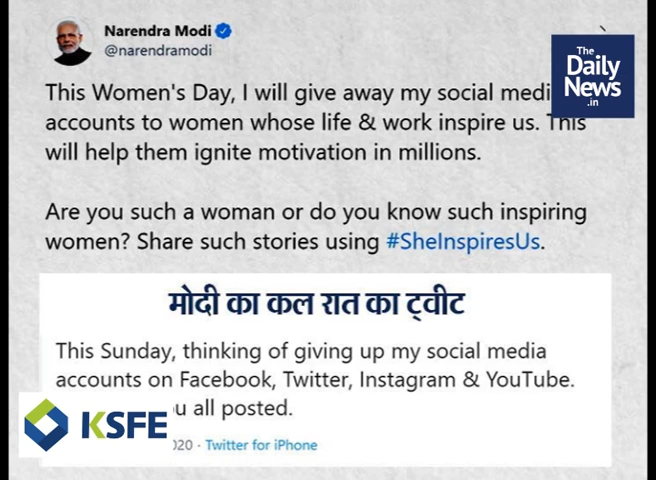 Narendra Modi
@narendramodi
The
Daily
News
.in
This Women's Day, I will give away my social medi
accounts to women whose life & work inspire us. This
will help them ignite motivation in millions.
Are you such a woman or do you know such inspiring
women? Share such stories using #SheInspiresUs.
मोदी का कल रात का ट्वीट
This Sunday, thinking of giving up my social media
accounts on Facebook, Twitter, Instagram & YouTube.
u all posted.
KSFE
020 · Twitter for iPhone